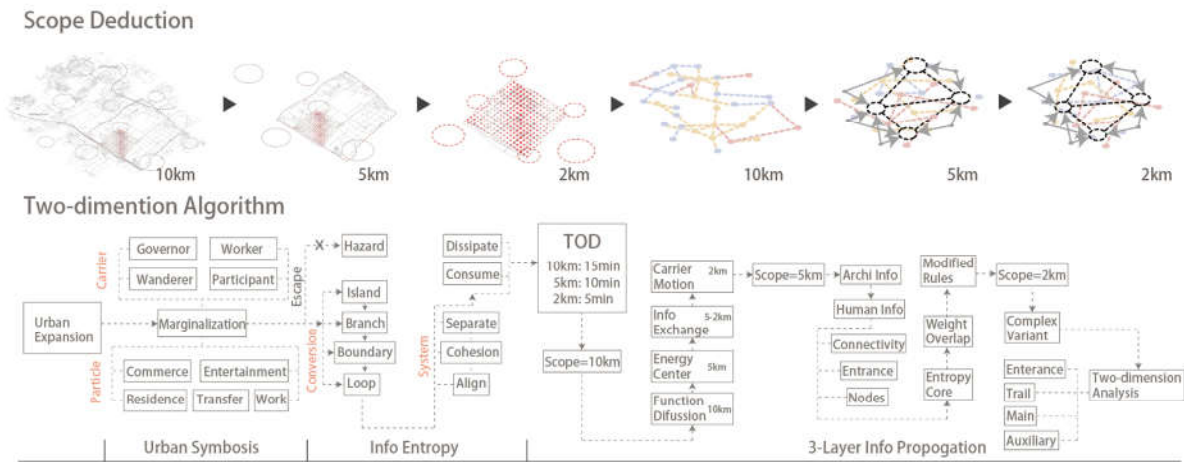 Scope Deduction
10km
5km
2km
10km
5km
2km
Two-dimention Algorithm
Carrier
Governor
Worker
Wanderer
Participant
Escape
X
Hazard
Urban
Expansion
Marginalization
Particle
Commerce
Entertainment
Residence
Transfer
Work
Conversion
Island
Branch
Boundary
Loop
System
Dissipate
Consume
Separate
Cohesion
Align
TOD
10km: 15min
5km: 10min
2km: 5min
Scope=10km
Carrier
Motion
2km
Info
Exchange
5-2km
Energy
Center
5km
Function
Difussion
10km
Scope=5km
Archi Info
Human Info
Connectivity
Entrance
Nodes
Modified
Rules
Weight
Overlap
Entropy
Core
Scope=2km
Complex
Variant
Enterance
Trail
Main
Auxiliary
Two-dimension
Analysis
Urban Symbosis
Info Entropy
3-Layer Info Propogation